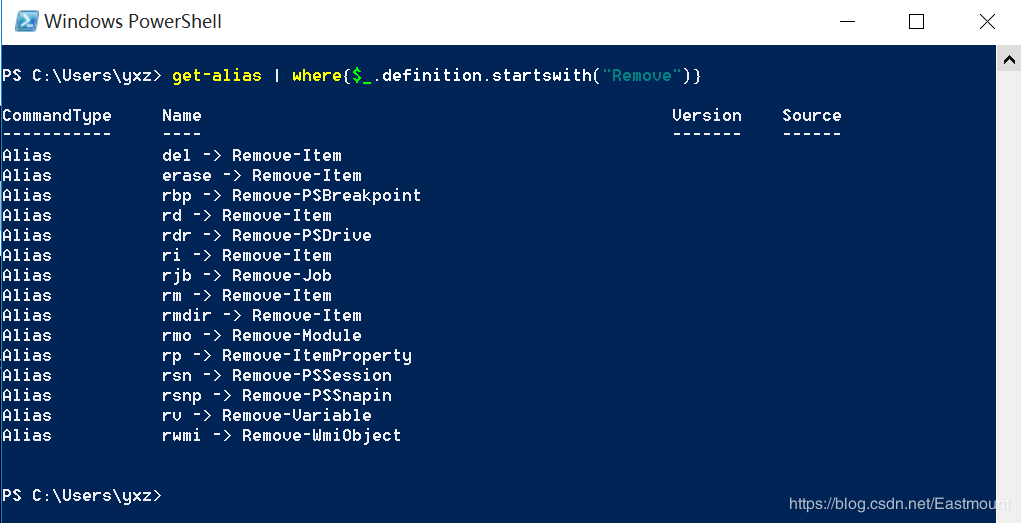 Windows PowerShell
PS C:\Users\yxz> get-alias | where{$_.definition.startswith("Remove")}
CommandType     Name                                               Version    Source
-----------     ----                                               -------    ------
Alias           del -> Remove-Item
Alias           erase -> Remove-Item
Alias           rbp -> Remove-PSBreakpoint
Alias           rd -> Remove-Item
Alias           rdr -> Remove-PSDrive
Alias           ri -> Remove-Item
Alias           rjb -> Remove-Job
Alias           rm -> Remove-Item
Alias           rmdir -> Remove-Item
Alias           rmo -> Remove-Module
Alias           rp -> Remove-ItemProperty
Alias           rsn -> Remove-PSSession
Alias           rsnp -> Remove-PSSnapin
Alias           rv -> Remove-Variable
Alias           rwmi -> Remove-WmiObject
PS C:\Users\yxz>
https://blog.csdn.net/Eastmount